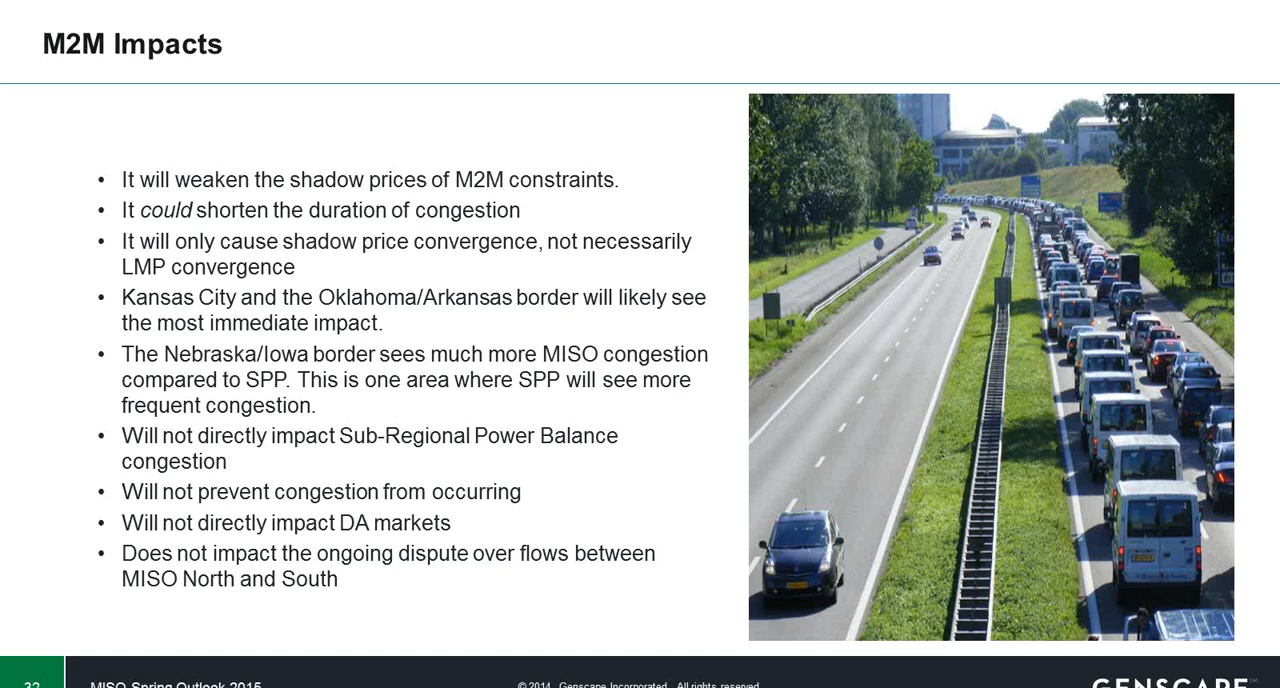 M2M Impacts
• It will weaken the shadow prices of M2M constraints.
• It could shorten the duration of congestion
• It will only cause shadow price convergence, not necessarily
LMP convergence
• Kansas City and the Oklahoma/Arkansas border will likely see
the most immediate impact.
• The Nebraska/Iowa border sees much more MISO congestion
compared to SPP. This is one area where SPP will see more
frequent congestion.
• Will not directly impact Sub-Regional Power Balance
congestion
• Will not prevent congestion from occurring
• Will not directly impact DA markets
• Does not impact the ongoing dispute over flows between
MISO North and South
32
MISO Spring Outlook 2015
© 2014 Genscape Incorporated. All rights reserved
GENSCAPE™